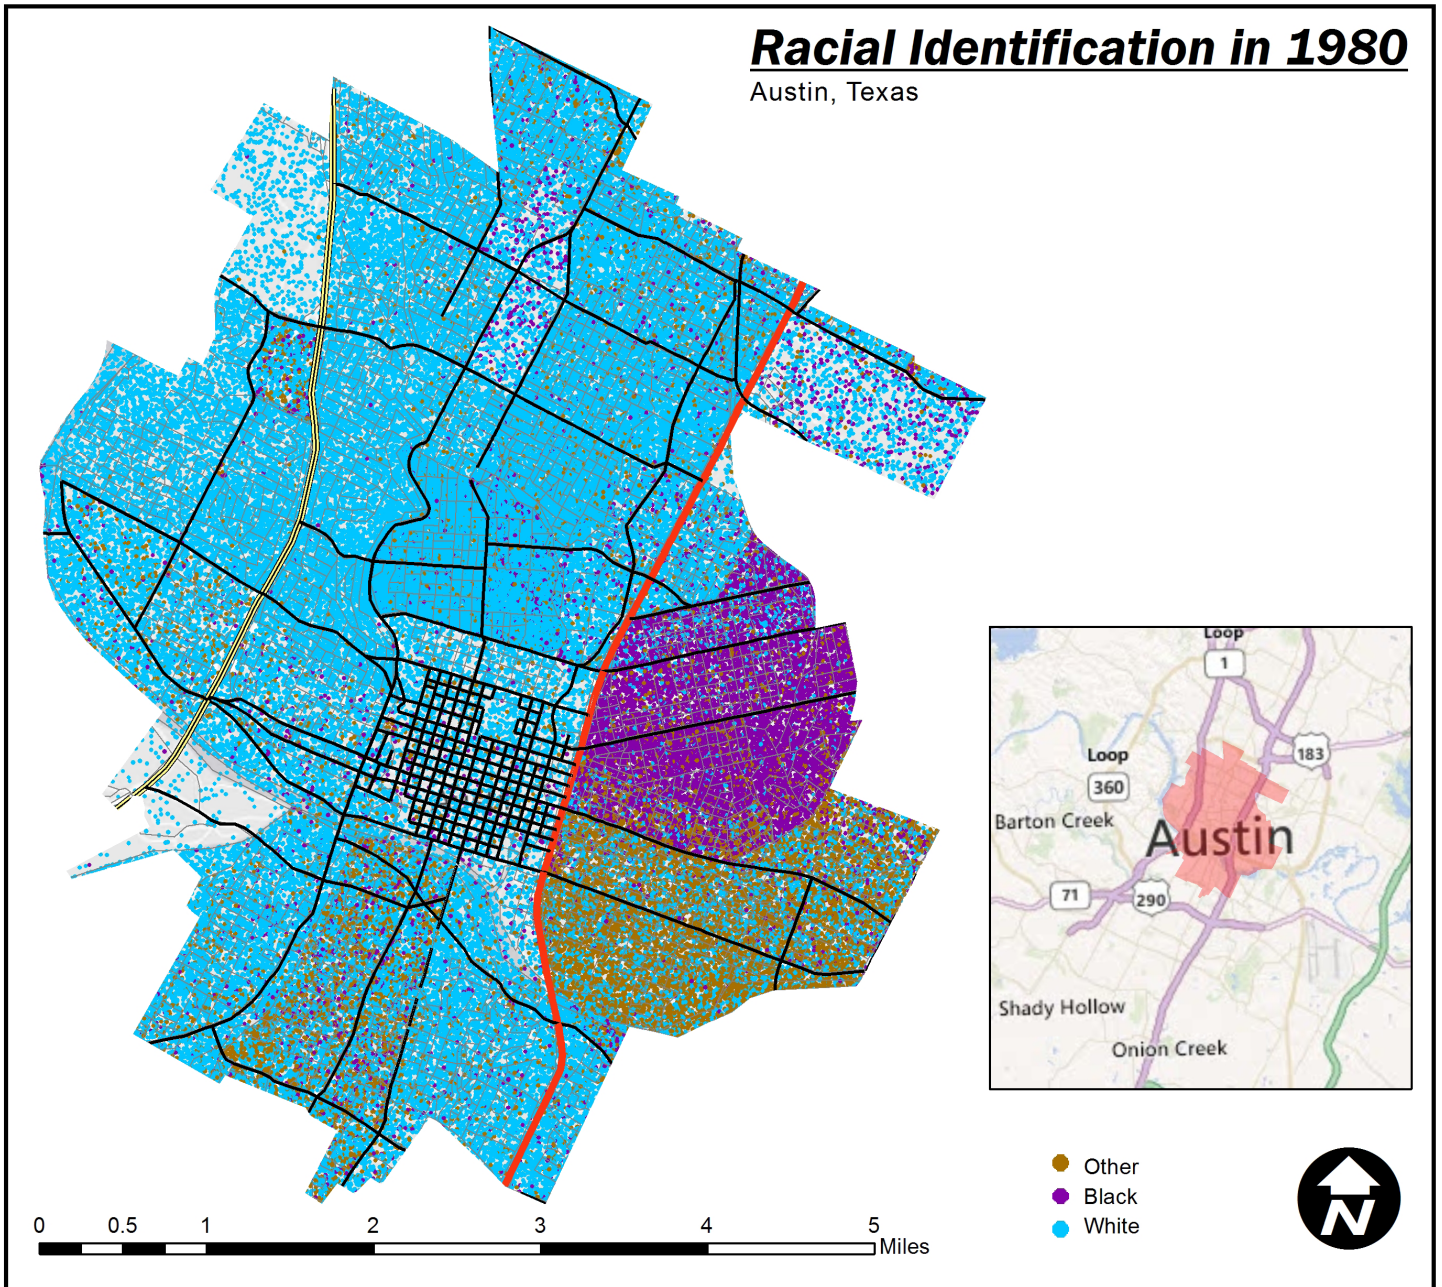 Racial Identification in 1980
Austin, Texas
Loop
1
183
Loop
360
Barton Creek
Austin
71
290
Shady Hollow
Onion Creek
Other
Black
White
N
0 0.5 1 2 3 4 5
Miles